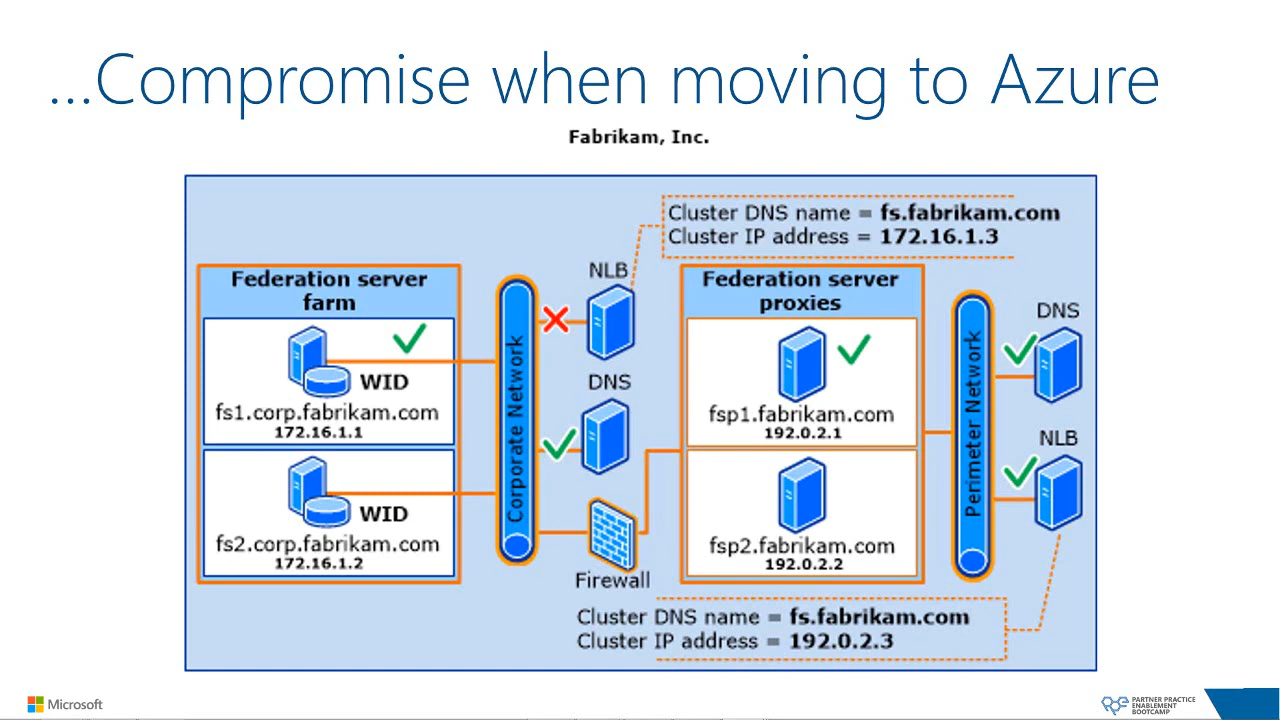 ...Compromise when moving to Azure
Fabrikam, Inc.
Cluster DNS name = fs.fabrikam.com
Cluster IP address = 172.16.1.3
Federation server
farm
WID
fs1.corp.fabrikam.com
172.16.1.1
WID
fs2.corp.fabrikam.com
172.16.1.2
Corporate Network
NLB
DNS
Firewall
Federation server
proxies
fsp1.fabrikam.com
192.0.2.1
fsp2.fabrikam.com
192.0.2.2
Perimeter Network
DNS
NLB
Cluster DNS name = fs.fabrikam.com
Cluster IP address = 192.0.2.3
Microsoft
PARTNER PRACTICE
ENABLEMENT
BOOTCAMP